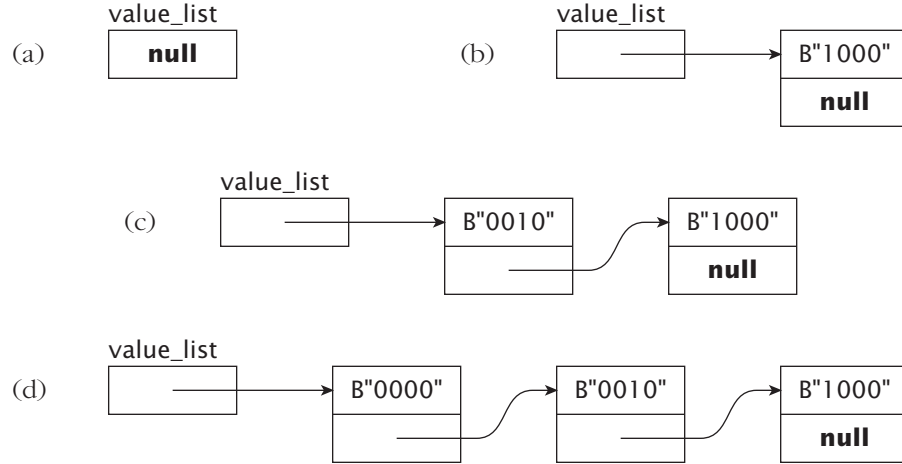 value_list
(a)
null
value_list
(b)
B"1000"
null
value_list
(c)
B"0010"
B"1000"
null
value_list
(d)
B"0000"
B"0010"
B"1000"
null